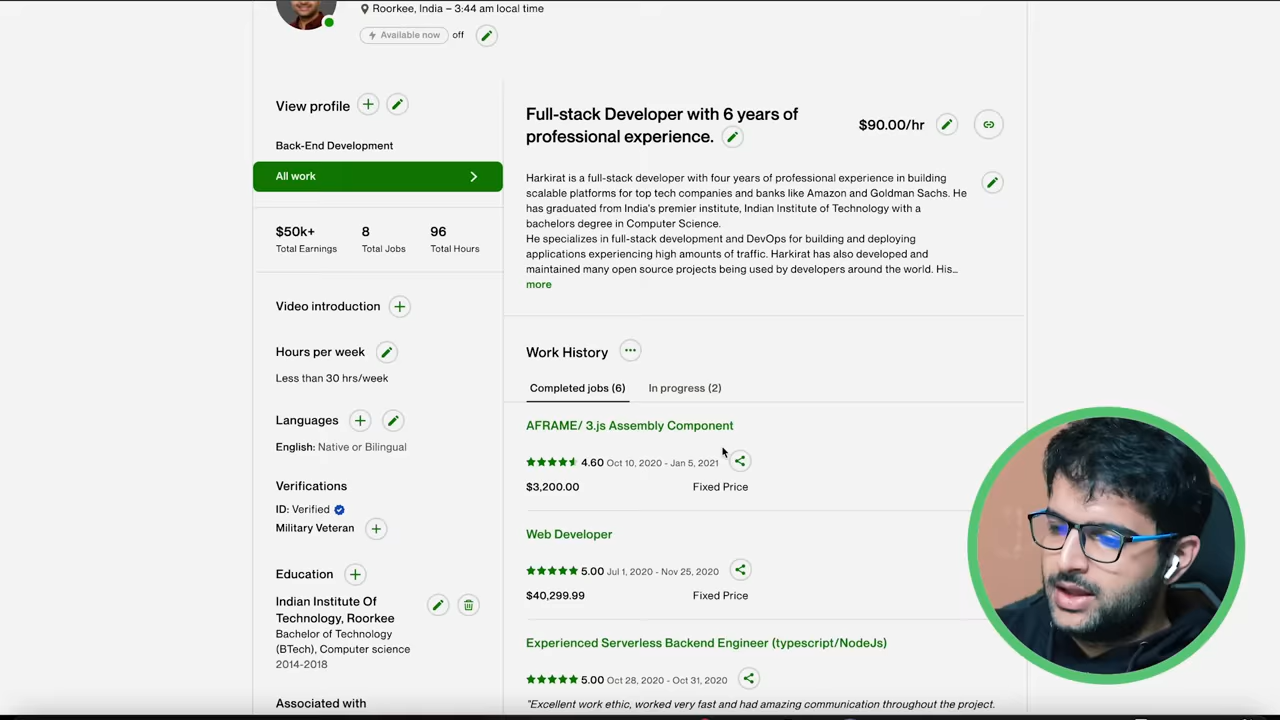 Roorkee, India – 3:44 am local time
Available now off
View profile
Back-End Development
All work
$50k+ 8 96
Total Earnings Total Jobs Total Hours
Video introduction
Hours per week
Less than 30 hrs/week
Languages
English: Native or Bilingual
Verifications
ID: Verified
Military Veteran
Education
Indian Institute Of
Technology, Roorkee
Bachelor of Technology
(BTech), Computer science
2014-2018
Associated with
Full-stack Developer with 6 years of
professional experience.
$90.00/hr
Harkirat is a full-stack developer with four years of professional experience in building
scalable platforms for top tech companies and banks like Amazon and Goldman Sachs. He
has graduated from India's premier institute, Indian Institute of Technology with a
bachelors degree in Computer Science.
He specializes in full-stack development and DevOps for building and deploying
applications experiencing high amounts of traffic. Harkirat has also developed and
maintained many open source projects being used by developers around the world. His…
more
Work History
Completed jobs (6) In progress (2)
AFRAME/ 3.js Assembly Component
4.60 Oct 10, 2020 - Jan 5, 2021
$3,200.00 Fixed Price
Web Developer
5.00 Jul 1, 2020 - Nov 25, 2020
$40,299.99 Fixed Price
Experienced Serverless Backend Engineer (typescript/NodeJs)
5.00 Oct 28, 2020 - Oct 31, 2020
"Excellent work ethic, worked very fast and had amazing communication throughout the project.